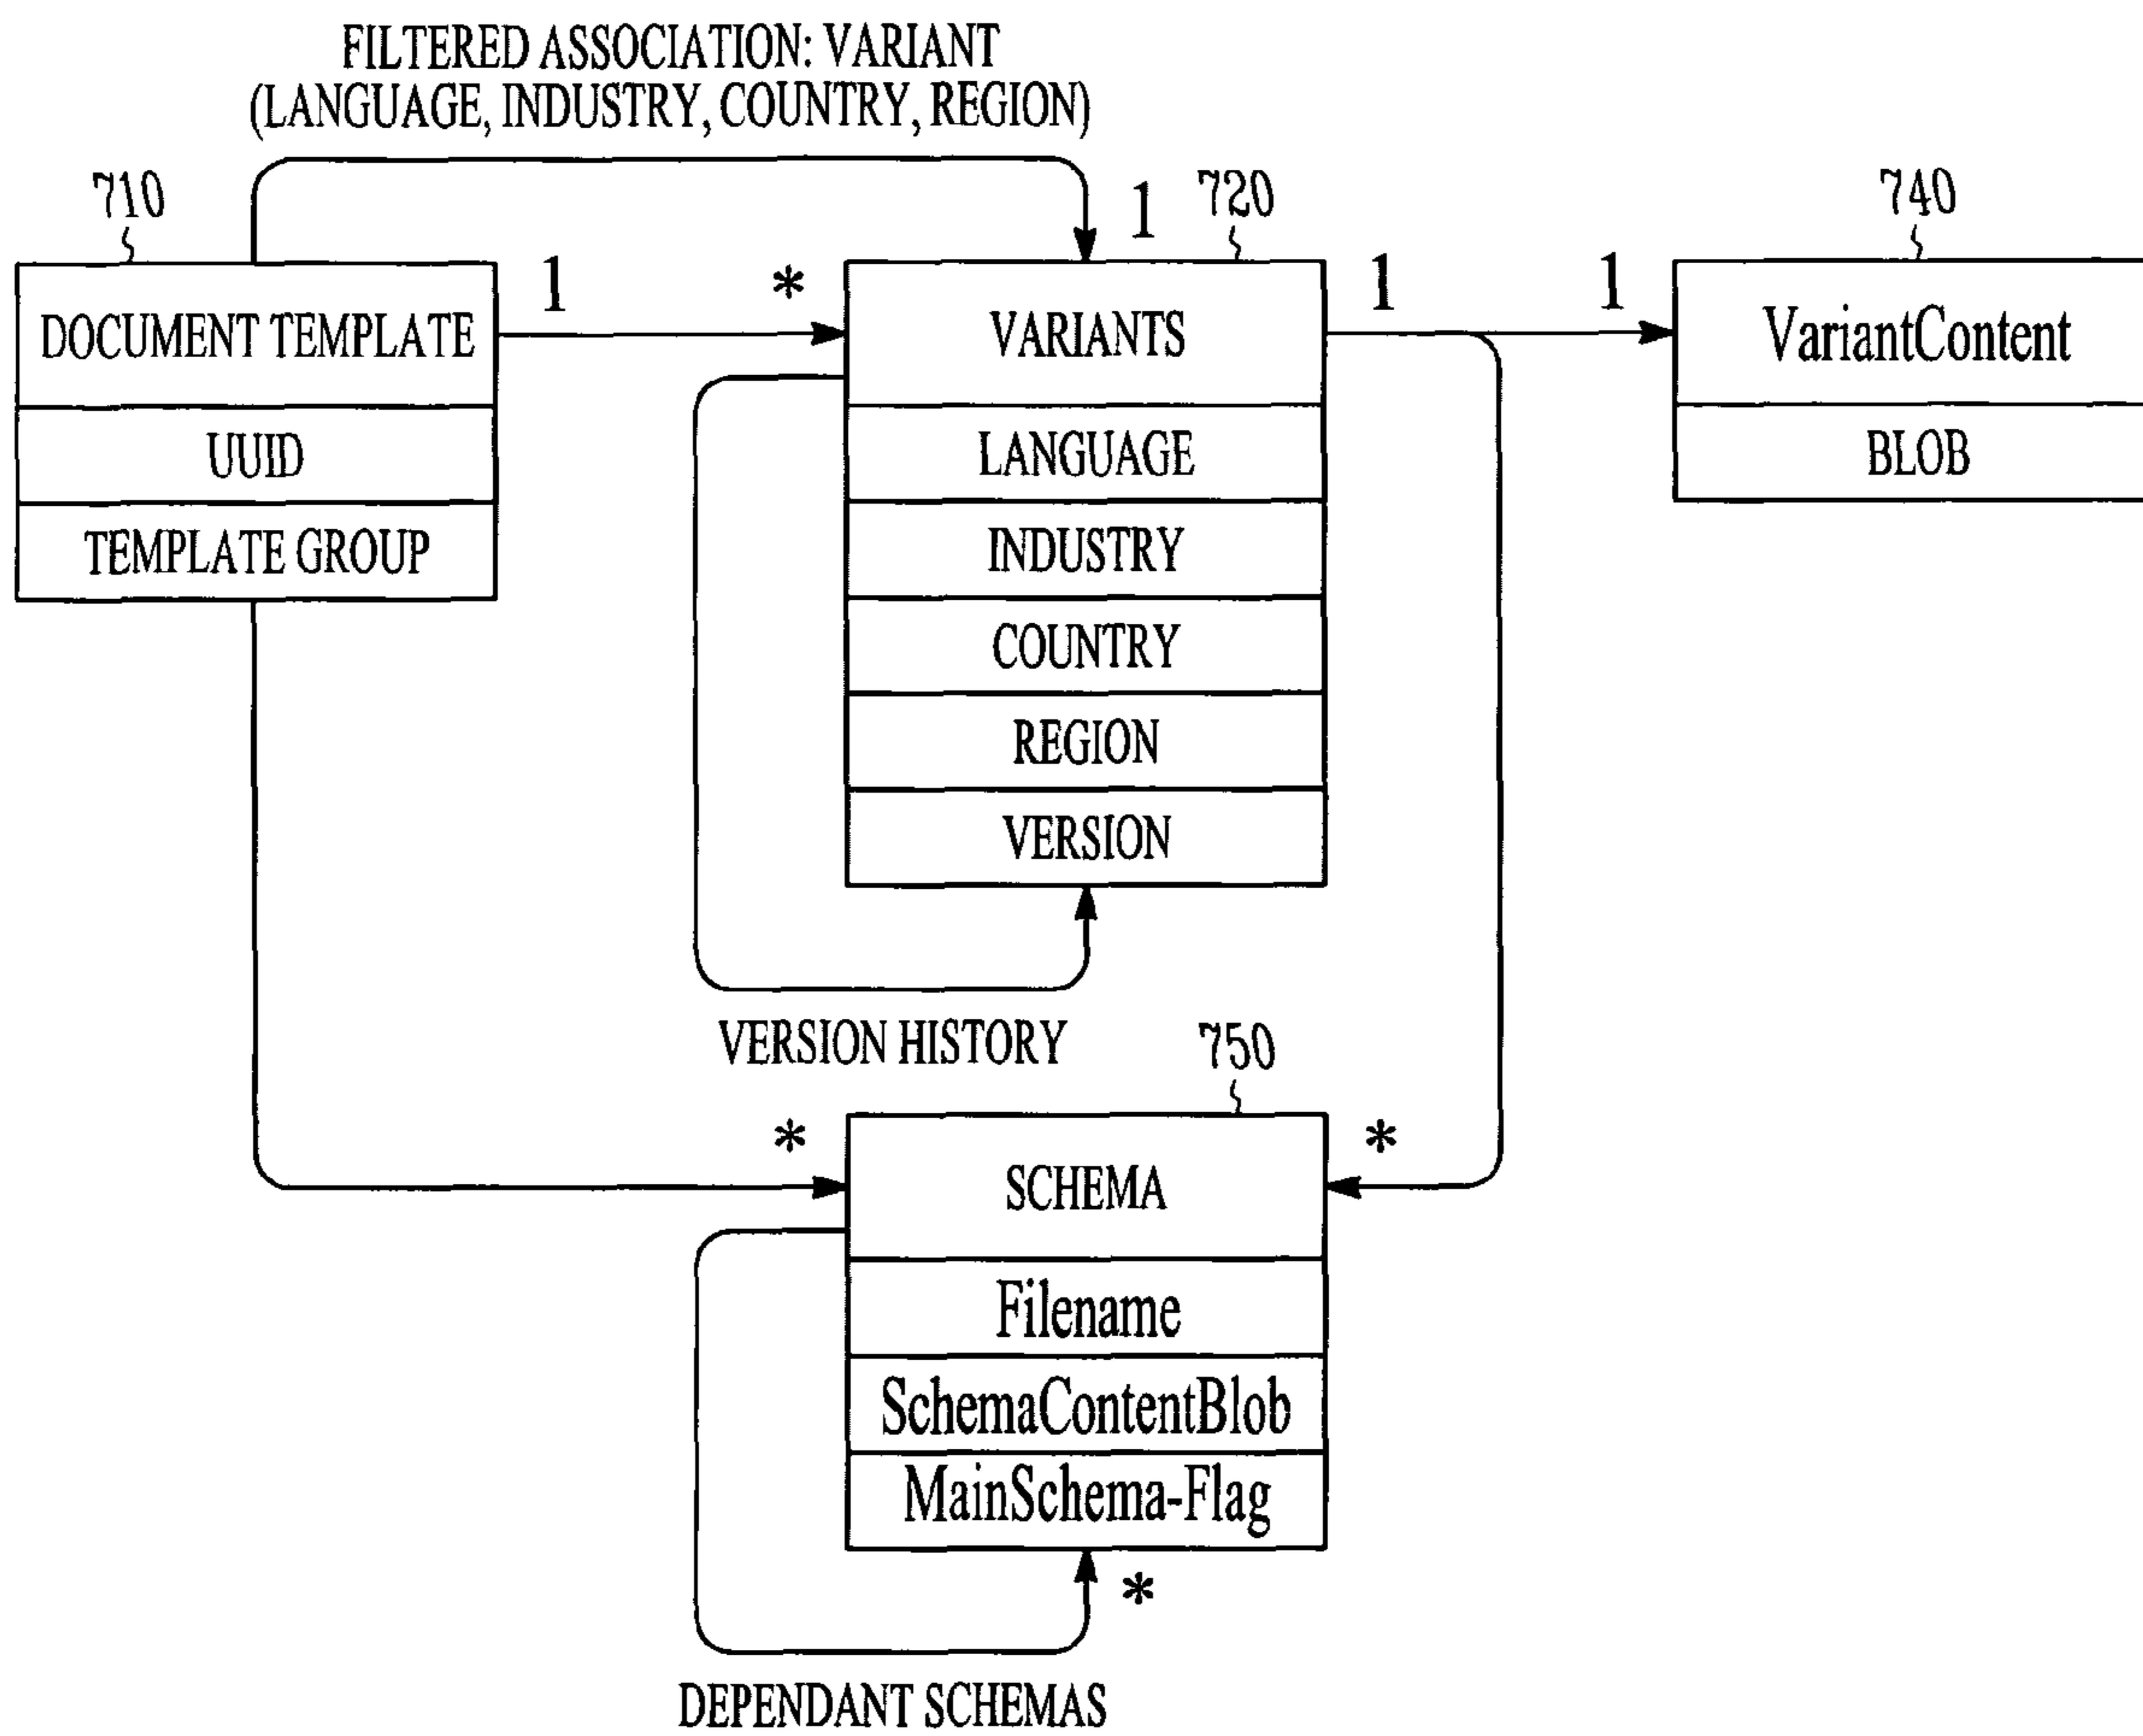 FILTERED ASSOCIATION: VARIANT
(LANGUAGE, INDUSTRY, COUNTRY, REGION)
710
1
720
740
DOCUMENT TEMPLATE
1
*
VARIANTS
1
1
VariantContent
UUID
LANGUAGE
BLOB
TEMPLATE GROUP
INDUSTRY
COUNTRY
REGION
VERSION
VERSION HISTORY
750
*
*
SCHEMA
Filename
SchemaContentBlob
MainSchema-Flag
*
DEPENDANT SCHEMAS